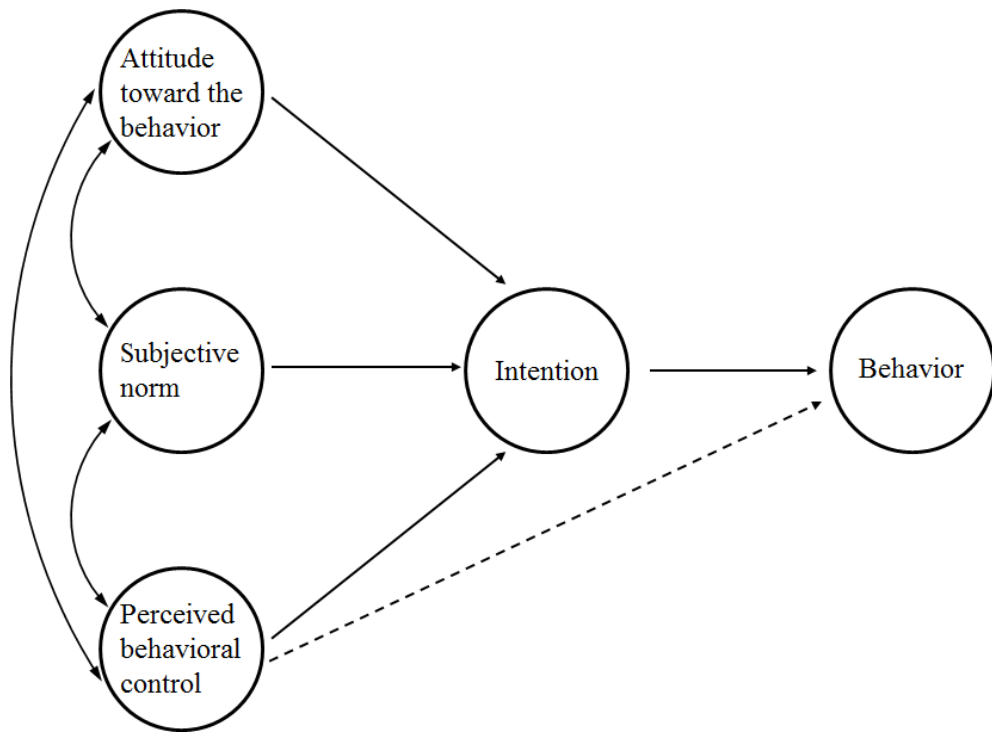 Attitude
toward the
behavior
Subjective
norm
Intention
Behavior
Perceived
behavioral
control